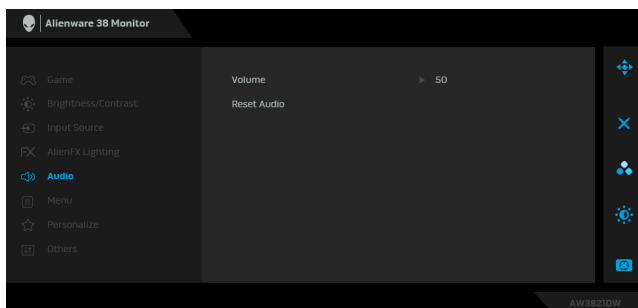 Alienware 38 Monitor
Game
Brightness/Contrast
Input Source
AlienFX Lighting
Audio
Menu
Personalize
Others
Volume 50
Reset Audio
AW3821DW